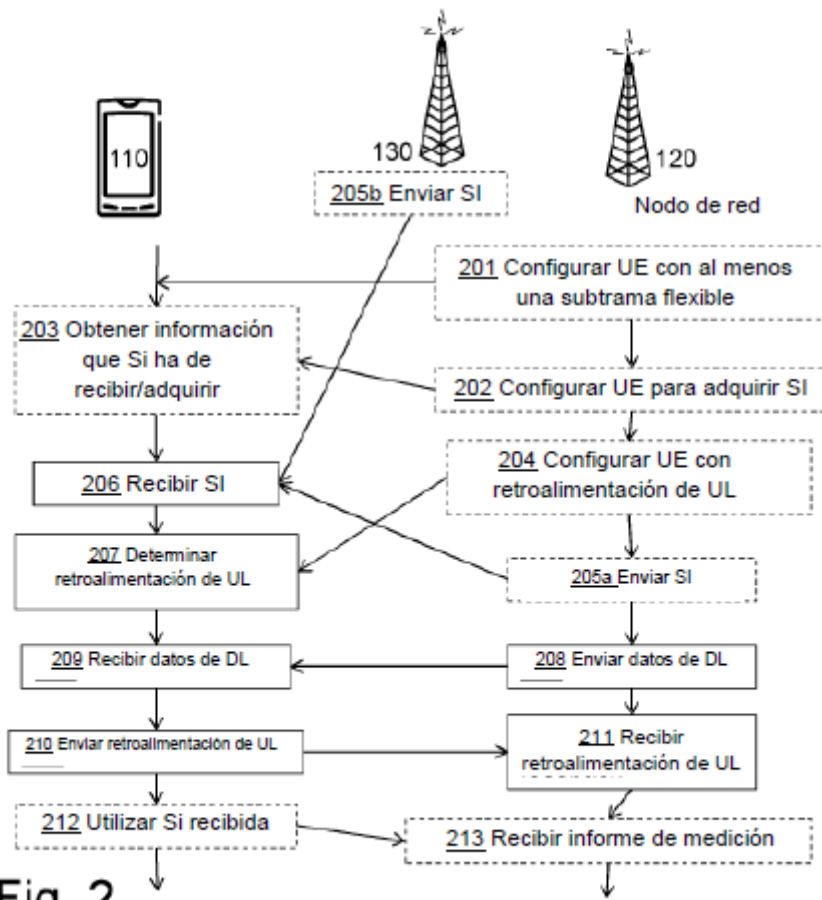 110
130
120
Nodo de red
205b Enviar SI
201 Configurar UE con al menos
una subtrama flexible
203 Obtener información
que Si ha de
recibir/adquirir
202 Configurar UE para adquirir SI
204 Configurar UE con
retroalimentación de UL
206 Recibir SI
207 Determinar
retroalimentación de UL
205a Enviar SI
209 Recibir datos de DL
208 Enviar datos de DL
210 Enviar retroalimentación de UL
211 Recibir
retroalimentación de UL
212 Utilizar Si recibida
213 Recibir informe de medición
Fig. 2